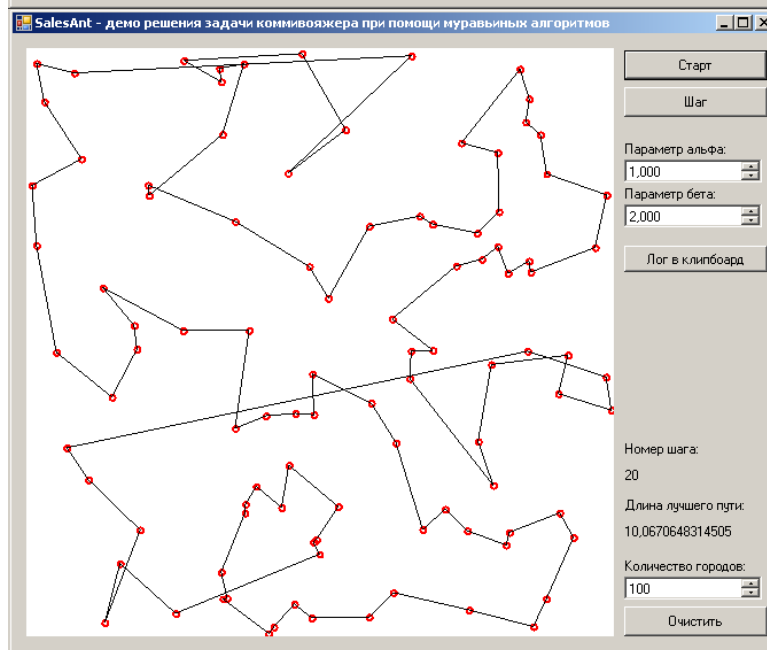 SalesAnt - демо решения задачи коммивояжера при помощи муравьиных алгоритмов
Старт
Шаг
Параметр альфа:
1,000
Параметр бета:
2,000
Лог в клипбоард
Номер шага:
20
Длина лучшего пути:
10,0670648314505
Количество городов:
100
Очистить